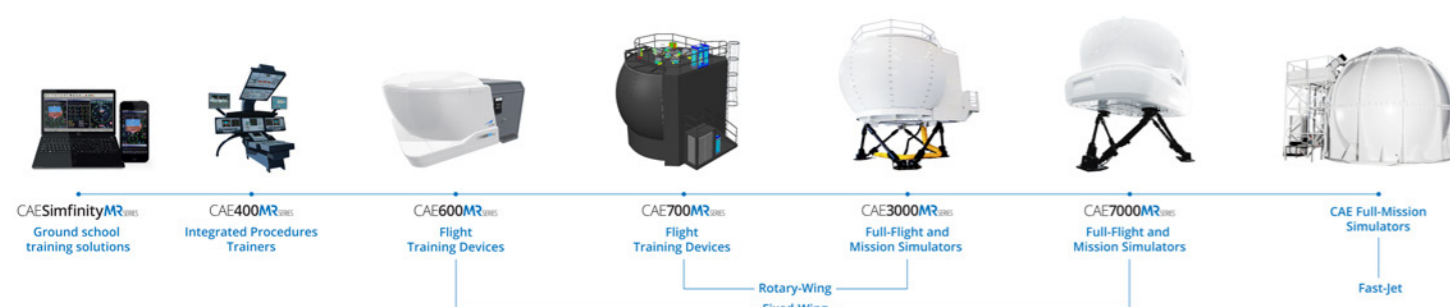 CAESimfinityMR SERIES
Ground school
training solutions
CAE400MR SERIES
Integrated Procedures
Trainers
CAE600MR SERIES
Flight
Training Devices
CAE700MR SERIES
Flight
Training Devices
CAE3000MR SERIES
Full-Flight and
Mission Simulators
CAE7000MR SERIES
Full-Flight and
Mission Simulators
CAE Full-Mission
Simulators
Rotary-Wing
Fixed-Wing
Fast-Jet